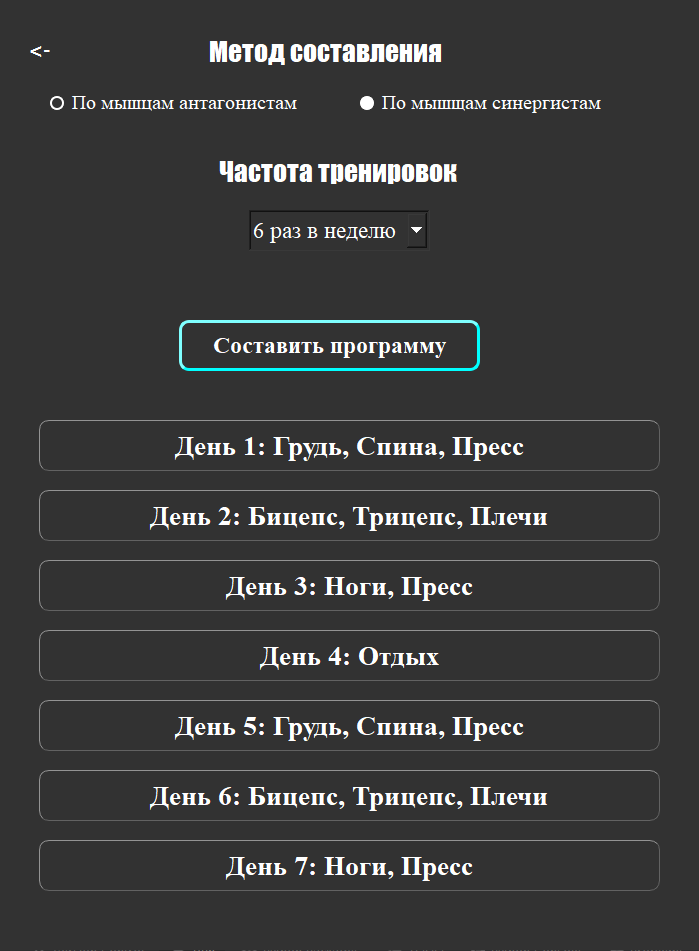 <-
Метод составления
По мышцам антагонистам
По мышщам синергистам
Частота тренировок
6 раз в неделю
Составить программу
День 1: Грудь, Спина, Пресс
День 2: Бицепс, Трицепс, Плечи
День 3: Ноги, Пресс
День 4: Отдых
День 5: Грудь, Спина, Пресс
День 6: Бицепс, Трицепс, Плечи
День 7: Ноги, Пресс